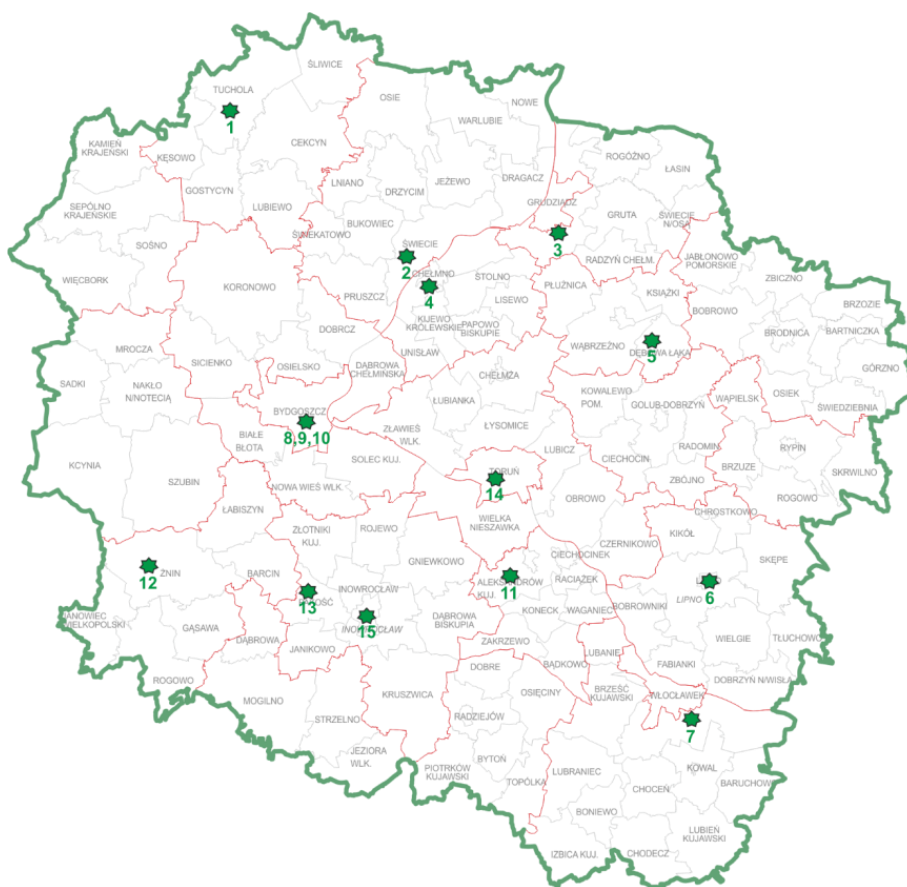 ŚLIWICE
TUCHOLA
OSIE
NOWE
1
WARLUBIE
CEKCYN
KAMIEŃ
KRAJEŃSKI
KĘSOWO
ROGÓŹNO
ŁASIN
GOSTYCYN
LNIANO
DRZYCIM
JEŻEWO
DRAGACZ
LUBIEWO
GRUDZIĄDZ
SĘPÓLNO
KRAJEŃSKIE
BUKOWIEC
GRUTA
ŚWIECIE
N/OSĄ
ŚWIEKATOWO
SOŚNO
ŚWIECIE
3
2
RADZYŃ CHEŁM.
JABŁONOWO
POMORSKIE
WIĘCBORK
CHEŁMNO
STOLNO
ZBICZNO
KORONOWO
4
PŁUŻNICA
KSIĄŻKI
PRUSZCZ
LISEWO
BOBROWO
BRZOZIE
DOBRCZ
KIJEWO
KRÓLEWSKIE
PAPOWO
BISKUPIE
BRODNICA
BARTNICZKA
MROCZA
SICIENKO
WĄBRZEŹNO
DĘBOWA ŁĄKA
UNISŁAW
5
OSIELSKO
DĄBROWA
CHEŁMIŃSKA
GÓRZNO
CHEŁMŻA
SADKI
NAKŁO
N/NOTECIĄ
KOWALEWO
POM.
WĄPIELSK
OSIEK
ŁUBIANKA
GOLUB-DOBRZYŃ
ŚWIEDZIEBNIA
BYDGOSZCZ
ŁYSOMICE
ZŁAWIEŚ
WLK.
BIAŁE
BŁOTA
8,9,10
RADOMIN
RYPIN
LUBICZ
KCYNIA
SOLEC KUJ.
CIECHOCIN
BRZUZE
TORUŃ
SKRWILNO
SZUBIN
NOWA WIEŚ WLK.
ZBÓJNO
14
OBROWO
ROGOWO
ŁABISZYN
CHROSTKOWO
WIELKA
NIESZAWKA
ZŁOTNIKI
KUJ.
ROJEWO
KIKÓŁ
CZERNIKOWO
GNIEWKOWO
CIECHOCINEK
SKĘPE
ŻNIN
BARCIN
ALEKSANDRÓW
KUJ.
RACIĄŻEK
12
INOWROCŁAW
11
6
LIPNO
13
BOBROWNIKI
KONECK
WAGANIEC
JANOWIEC
WIELKOPOLSKI
DĄBROWA
BISKUPIA
GĄSAWA
INOWROCŁAW
15
TŁUCHOWO
DĄBROWA
ZAKRZEWO
WIELGIE
JANIKOWO
LUBANIE
BĄDKOWO
FABIANKI
DOBRE
ROGOWO
DOBRZYŃ N/WISŁĄ
BRZEŚĆ
KUJAWSKI
WŁOCŁAWEK
MOGILNO
KRUSZWICA
OSIĘCINY
RADZIEJÓW
STRZELNO
7
JEZIORA
WLK.
BYTOŃ
LUBRANIEC
KOWAL
PIOTRKÓW
KUJAWSKI
TOPÓLKA
CHOCEŃ
BARUCHOWO
BONIEWO
LUBIEŃ
KUJAWSKI
IZBICA KUJ.
CHODECZ